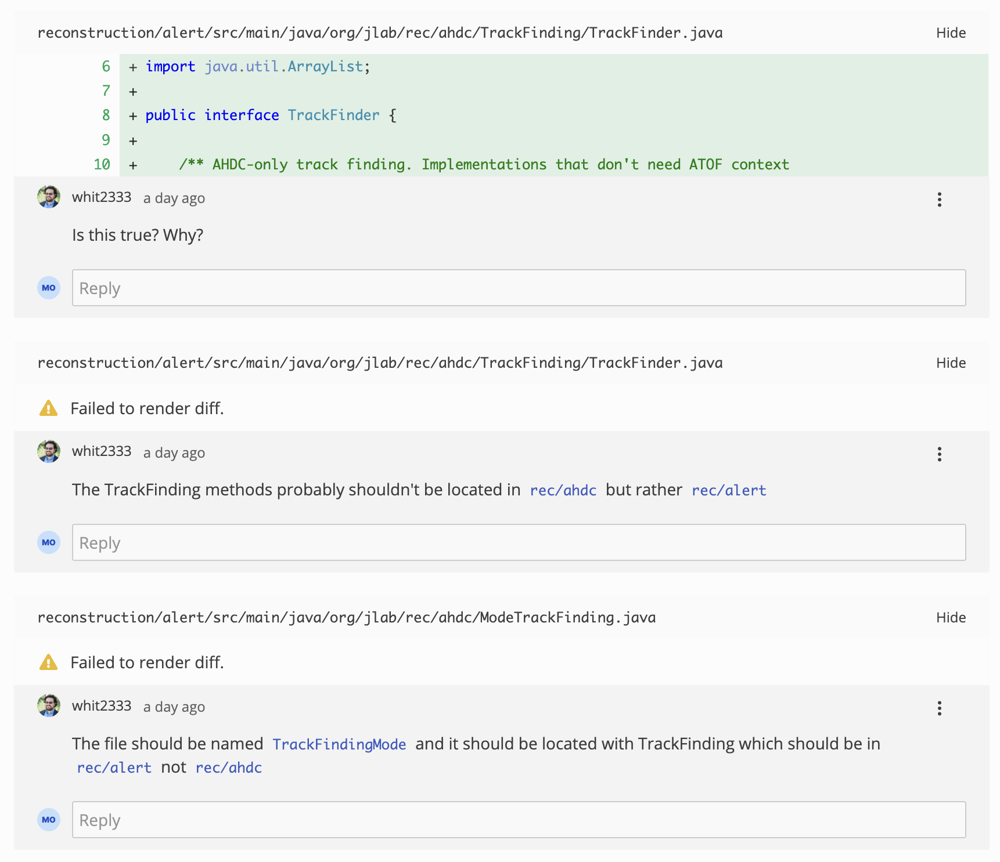 reconstruction/alert/src/main/java/org/jlab/rec/ahdc/TrackFinding/TrackFinder.java Hide
6 + import java.util.ArrayList;
7 +
8 + public interface TrackFinder {
9 +
10 + /** AHDC-only track finding. Implementations that don't need ATOF context
whit2333 a day ago
Is this true? Why?
MO Reply
reconstruction/alert/src/main/java/org/jlab/rec/ahdc/TrackFinding/TrackFinder.java Hide
Failed to render diff.
whit2333 a day ago
The TrackFinding methods probably shouldn't be located in rec/ahdc but rather rec/alert
MO Reply
reconstruction/alert/src/main/java/org/jlab/rec/ahdc/ModeTrackFinding.java Hide
Failed to render diff.
whit2333 a day ago
The file should be named TrackFindingMode and it should be located with TrackFinding which should be in
rec/alert not rec/ahdc
MO Reply